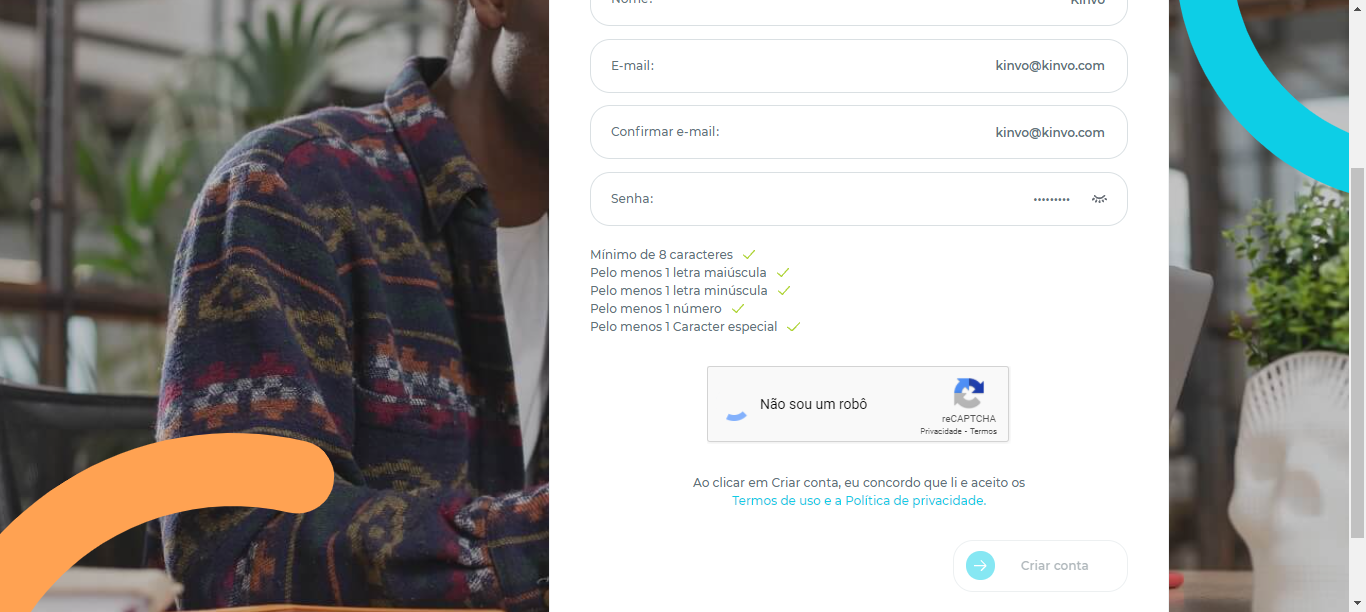 Nome: Kinvo
E-mail: kinvo@kinvo.com
Confirmar e-mail: kinvo@kinvo.com
Senha: •••••••••
Mínimo de 8 caracteres
Pelo menos 1 letra maiúscula
Pelo menos 1 letra minúscula
Pelo menos 1 número
Pelo menos 1 Caracter especial
Não sou um robô
reCAPTCHA
Privacidade - Termos
Ao clicar em Criar conta, eu concordo que li e aceito os
Termos de uso e a Política de privacidade.
Criar conta